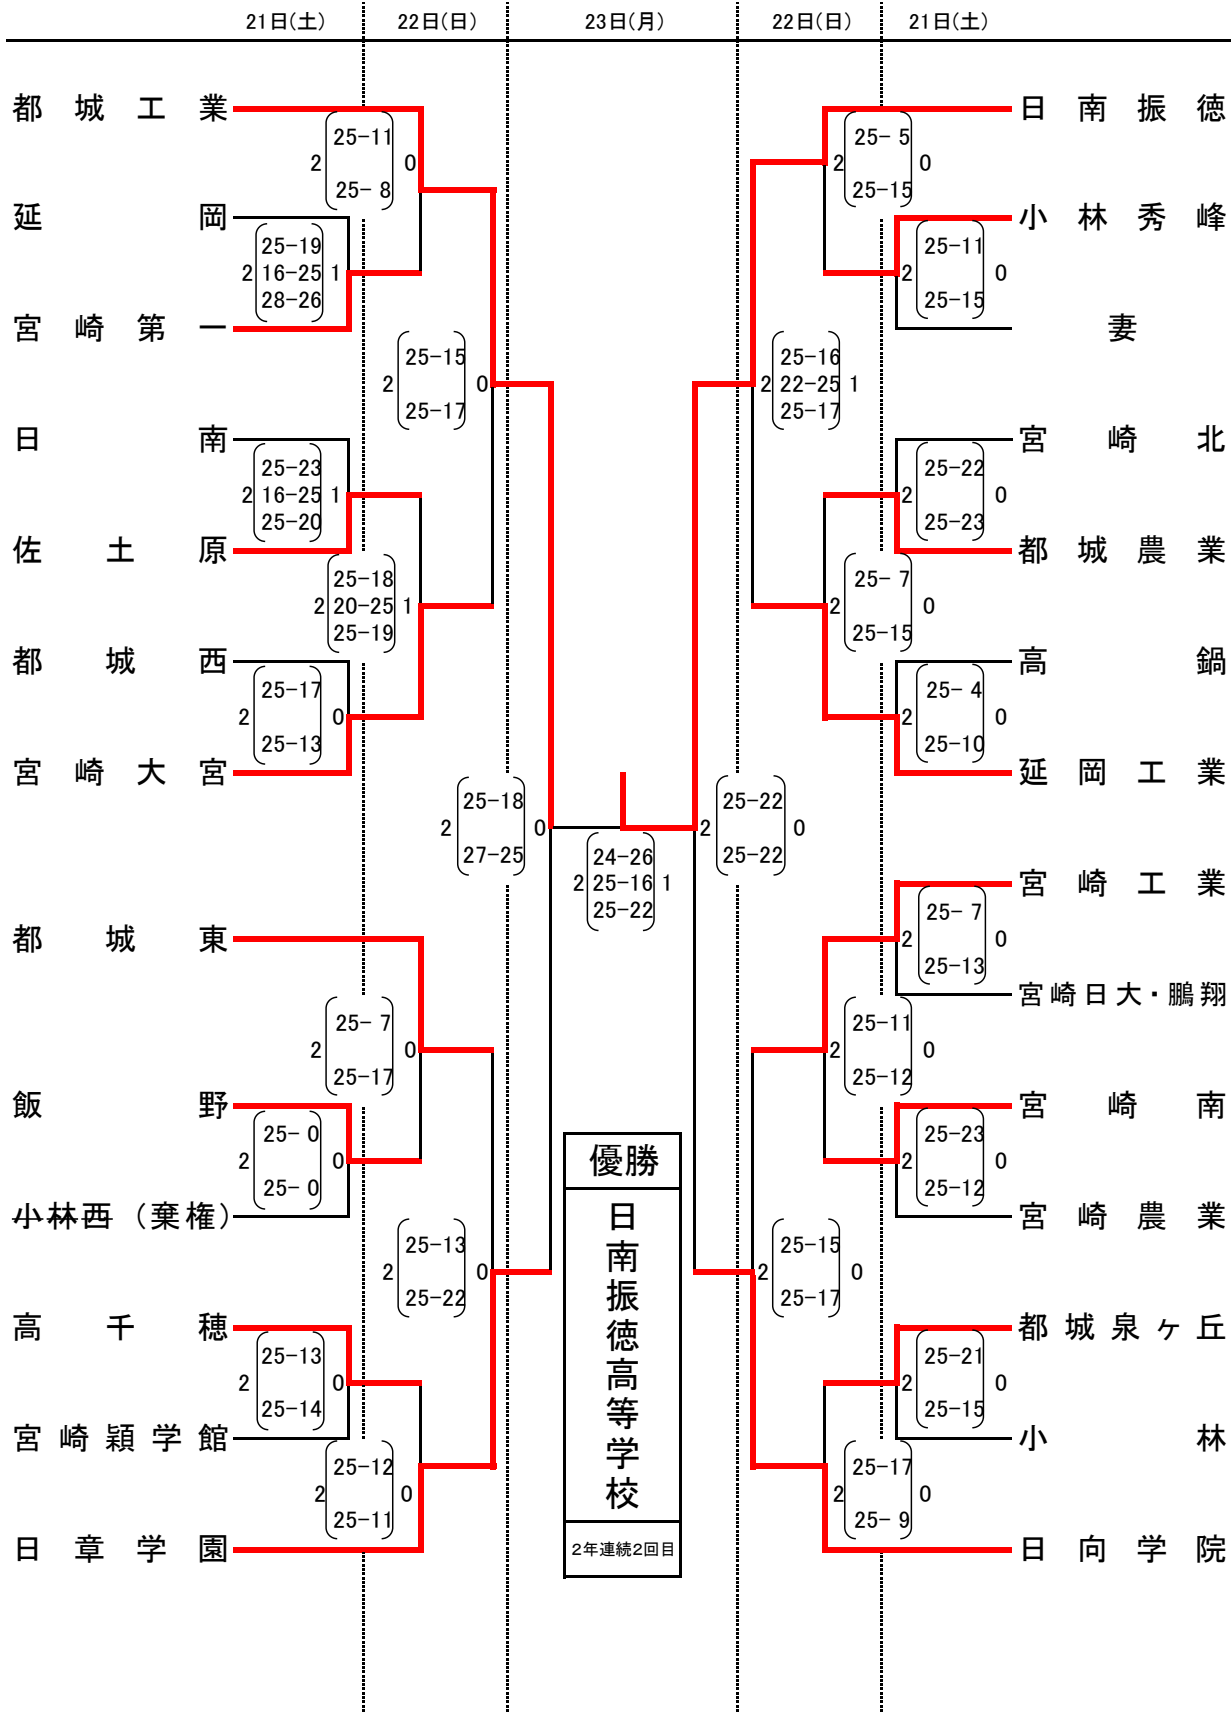 21日(土) 22日(日) 23日(月) 22日(日) 21日(土)
都城工業
延岡
宮崎第一
日南
佐土原
都城西
宮崎大宮
都城東
飯野
小林西（棄権）
高千穂
宮崎穎学館
日章学園
2 25-11 0
25- 8
2 25-19 1
16-25
28-26
2 25-15 0
25-17
2 25-23 1
16-25
25-20
2 25-18 1
20-25
25-19
2 25-17 0
25-13
2 25-18 0
27-25
2 25- 7 0
25-17
2 25- 0 0
25- 0
2 25-13 0
25-22
2 25-13 0
25-14
2 25-12 0
25-11
2 24-26 1
25-16
25-22
優勝
日南振徳高等学校
2年連続2回目
2 25- 5 0
25-15
2 25-11 0
25-15
2 25-16 1
22-25
25-17
2 25-22 0
25-23
2 25- 7 0
25-15
2 25- 4 0
25-10
2 25-22 0
25-22
2 25- 7 0
25-13
2 25-11 0
25-12
2 25-23 0
25-12
2 25-15 0
25-17
2 25-21 0
25-15
2 25-17 0
25- 9
日南振徳
小林秀峰
妻
宮崎北
都城農業
高鍋
延岡工業
宮崎工業
宮崎日大・鵬翔
宮崎南
宮崎農業
都城泉ヶ丘
小林
日向学院